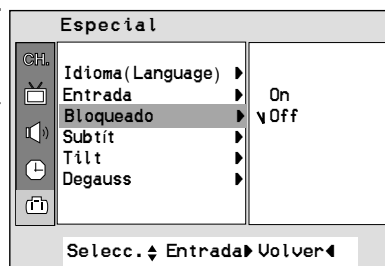 Especial
CH.
Idioma(Language)
Entrada
On
Bloqueado
Off
Subtít
Tilt
Degauss
Selecc. Entrada Volver